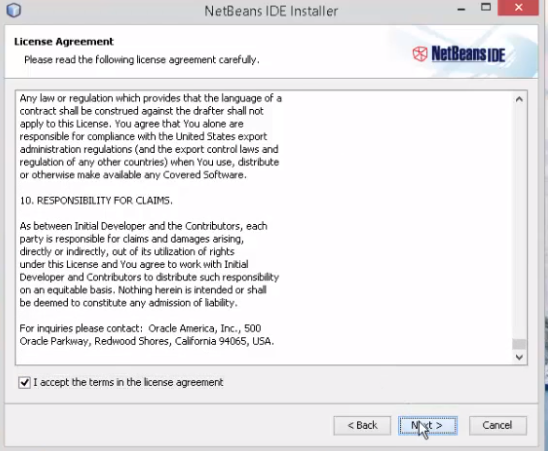 NetBeans IDE Installer
License Agreement
Please read the following license agreement carefully.
NetBeans IDE
Any law or regulation which provides that the language of a
contract shall be construed against the drafter shall not
apply to this License. You agree that You alone are
responsible for compliance with the United States export
administration regulations (and the export control laws and
regulation of any other countries) when You use, distribute
or otherwise make available any Covered Software.
10. RESPONSIBILITY FOR CLAIMS.
As between Initial Developer and the Contributors, each
party is responsible for claims and damages arising,
directly or indirectly, out of its utilization of rights
under this License and You agree to work with Initial
Developer and Contributors to distribute such responsibility
on an equitable basis. Nothing herein is intended or shall
be deemed to constitute any admission of liability.
For inquiries please contact: Oracle America, Inc., 500
Oracle Parkway, Redwood Shores, California 94065, USA.
I accept the terms in the license agreement
< Back
Next >
Cancel